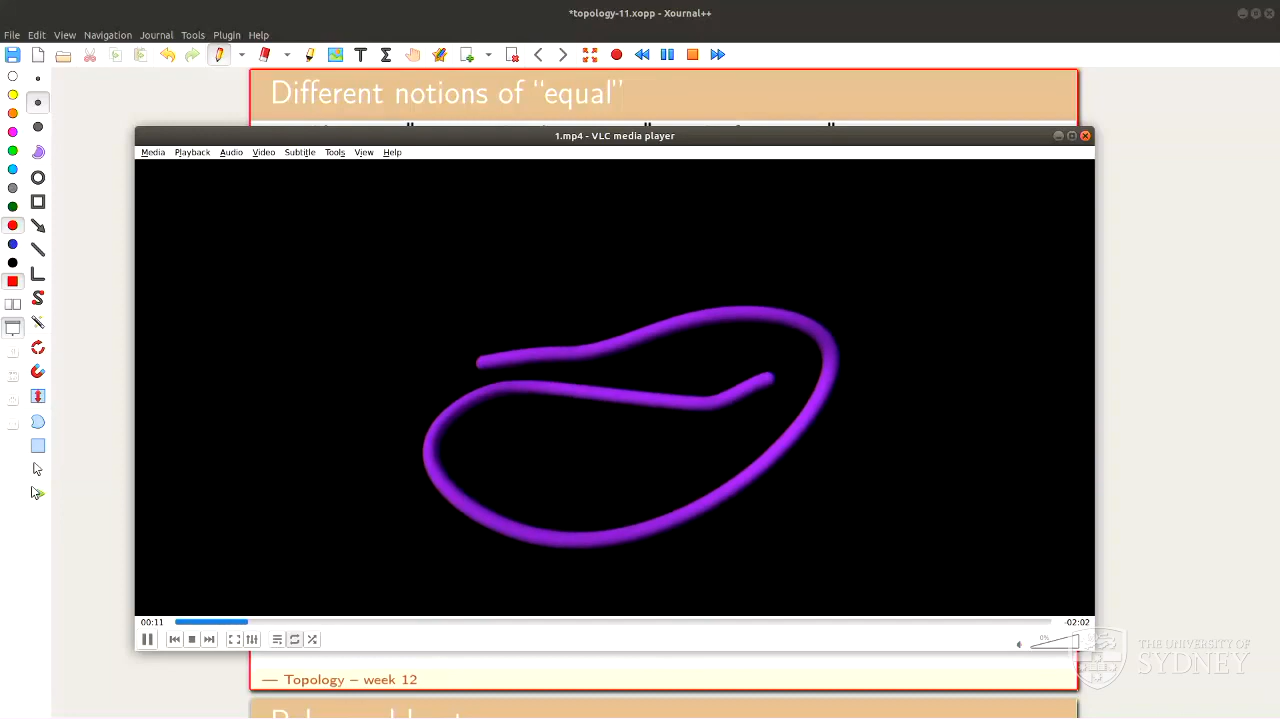 *topology-11.xopp - Xournal++
File Edit View Navigation Journal Tools Plugin Help
Different notions of “equal”
1.mp4 - VLC media player
Media Playback Audio Video Subtitle Tools View Help
00:11
-02:02
0%
THE UNIVERSITY OF
SYDNEY
— Topology – week 12